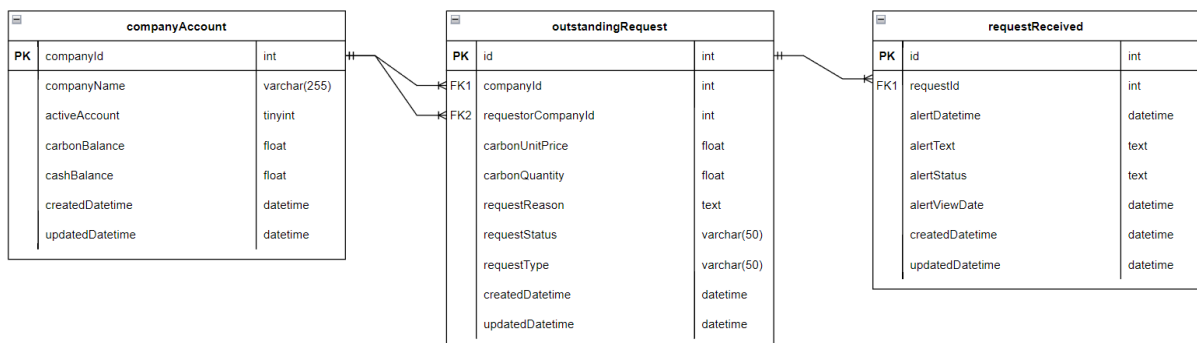 companyAccount
PK companyId int
companyName varchar(255)
activeAccount tinyint
carbonBalance float
cashBalance float
createdDatetime datetime
updatedDatetime datetime
outstandingRequest
PK id int
FK1 companyId int
FK2 requestorCompanyId int
carbonUnitPrice float
carbonQuantity float
requestReason text
requestStatus varchar(50)
requestType varchar(50)
createdDatetime datetime
updatedDatetime datetime
requestReceived
PK id int
FK1 requestId int
alertDatetime datetime
alertText text
alertStatus text
alertViewDate datetime
createdDatetime datetime
updatedDatetime datetime